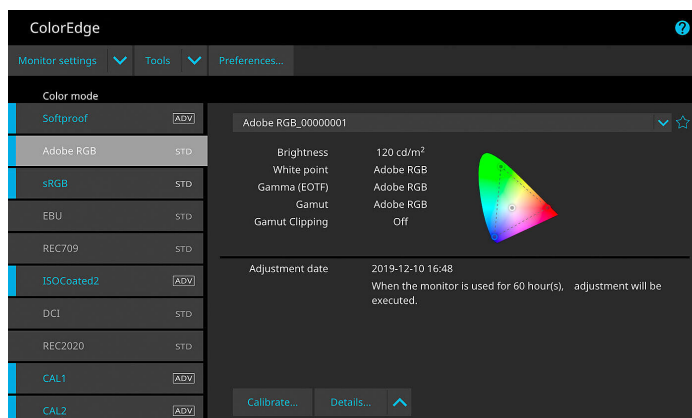 ColorEdge
?
Monitor settings Tools Preferences...
Color mode
Softproof ADV
Adobe RGB STD
sRGB STD
EBU STD
REC709 STD
ISOCoated2 ADV
DCI STD
REC2020 STD
CAL1 ADV
CAL2 ADV
Adobe RGB_00000001
Brightness 120 cd/m²
White point Adobe RGB
Gamma (EOTF) Adobe RGB
Gamut Adobe RGB
Gamut Clipping Off
Adjustment date 2019-12-10 16:48
When the monitor is used for 60 hour(s), adjustment will be
executed.
Calibrate... Details...